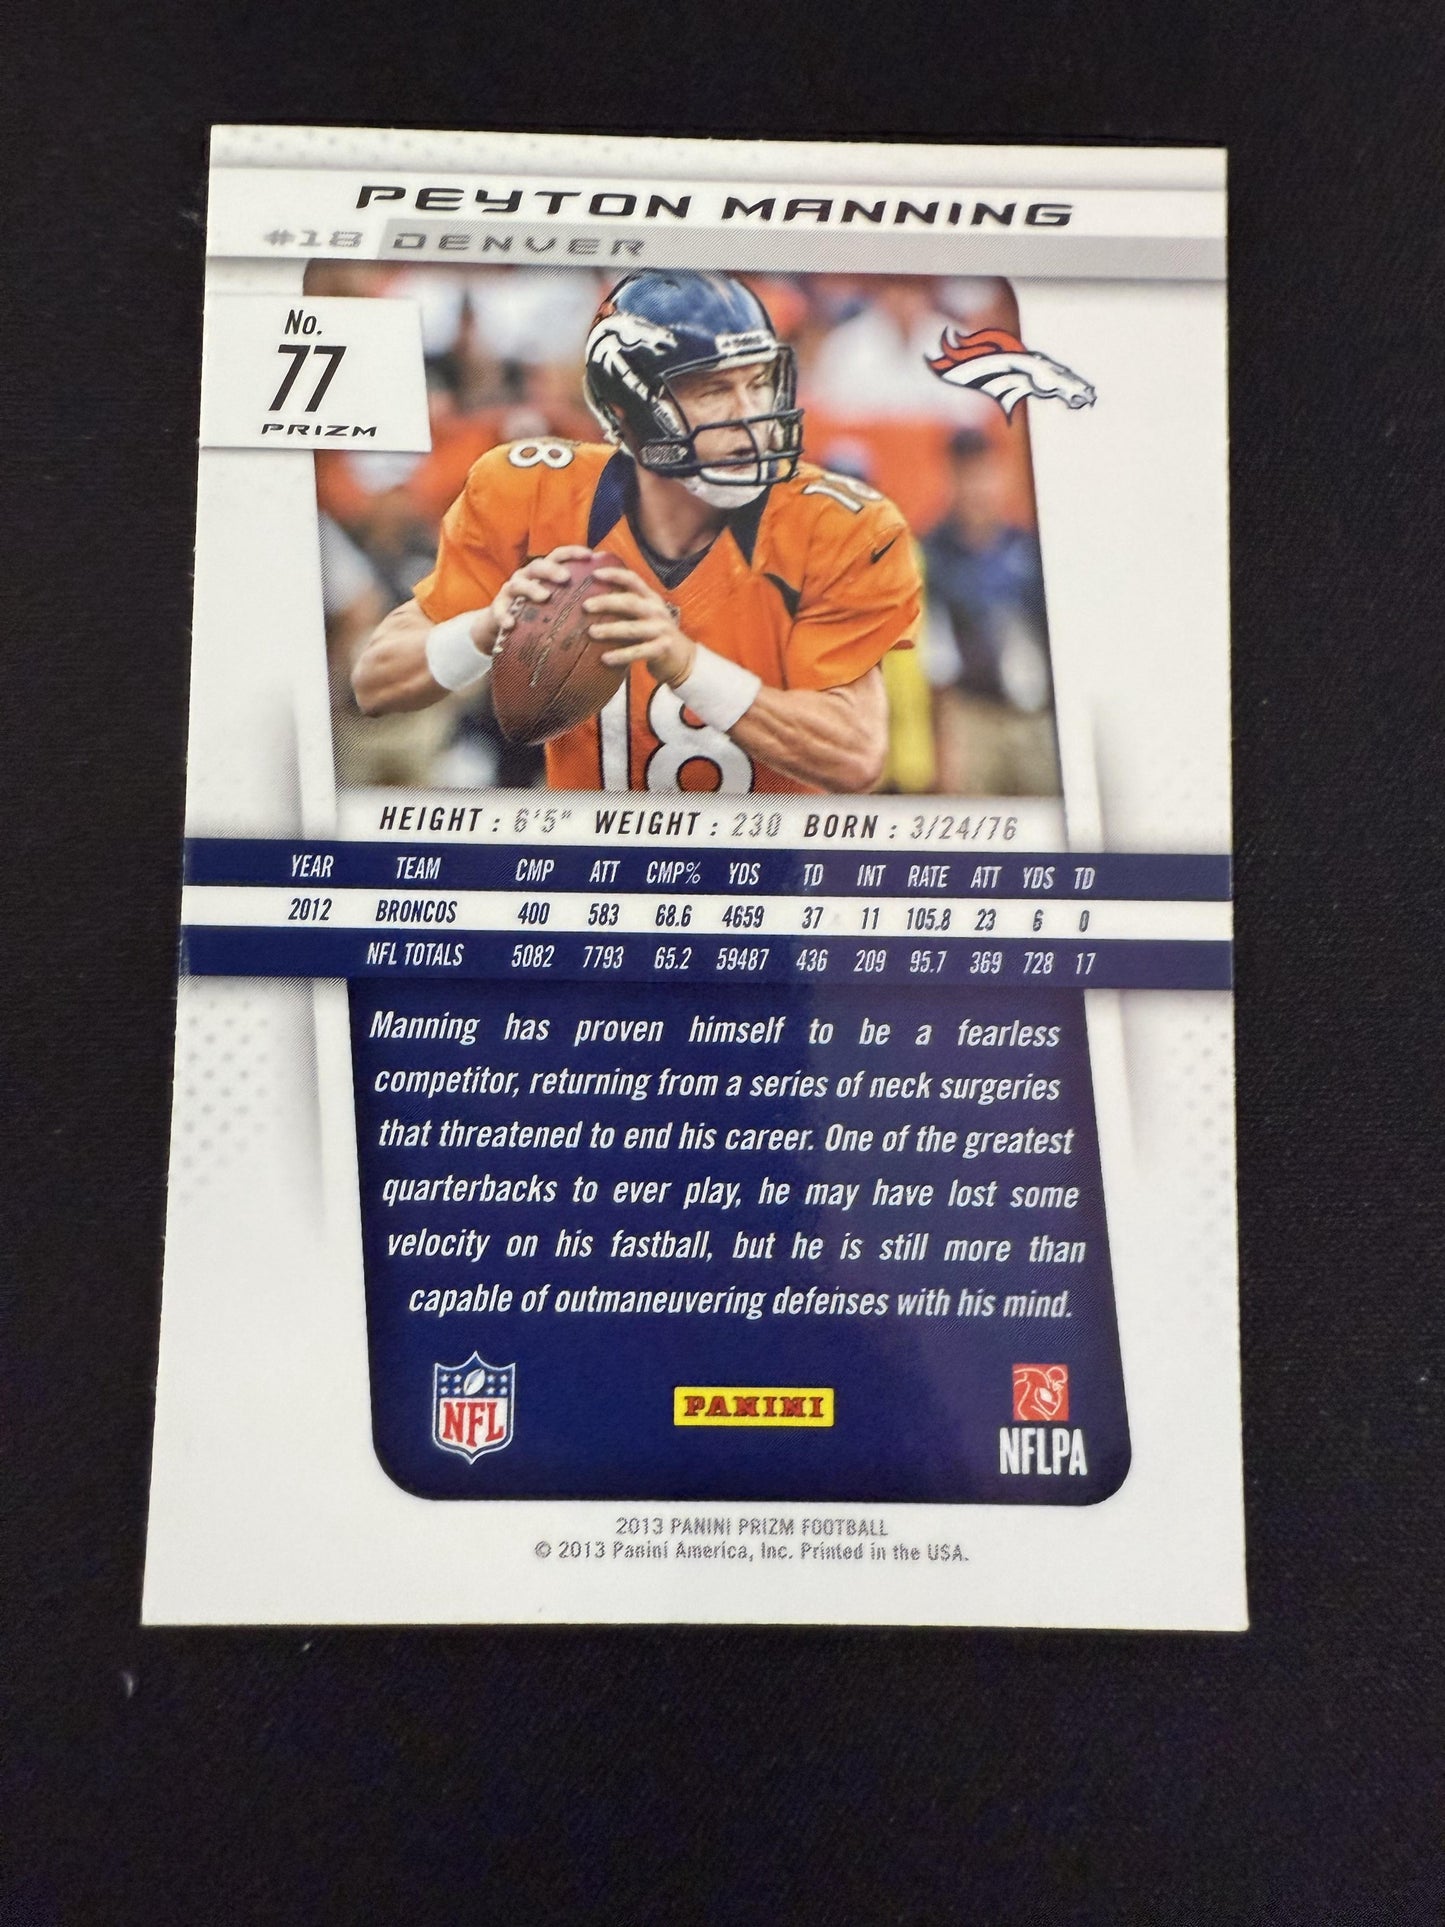 PEYTON MANNING
#18 DENVER
No.
77
PRIZM
18
18
18
HEIGHT : 6'5" WEIGHT : 230 BORN : 3/24/76
YEAR TEAM CMP ATT CMP% YDS TD INT RATE ATT YDS TD
2012 BRONCOS 400 583 68.6 4659 37 11 105.8 23 6 0
NFL TOTALS 5082 7793 65.2 59487 436 209 95.7 369 728 17
Manning has proven himself to be a fearless
competitor, returning from a series of neck surgeries
that threatened to end his career. One of the greatest
quarterbacks to ever play, he may have lost some
velocity on his fastball, but he is still more than
capable of outmaneuvering defenses with his mind.
NFL
PANINI
NFLPA
2013 PANINI PRIZM FOOTBALL
© 2013 Panini America, Inc. Printed in the USA.